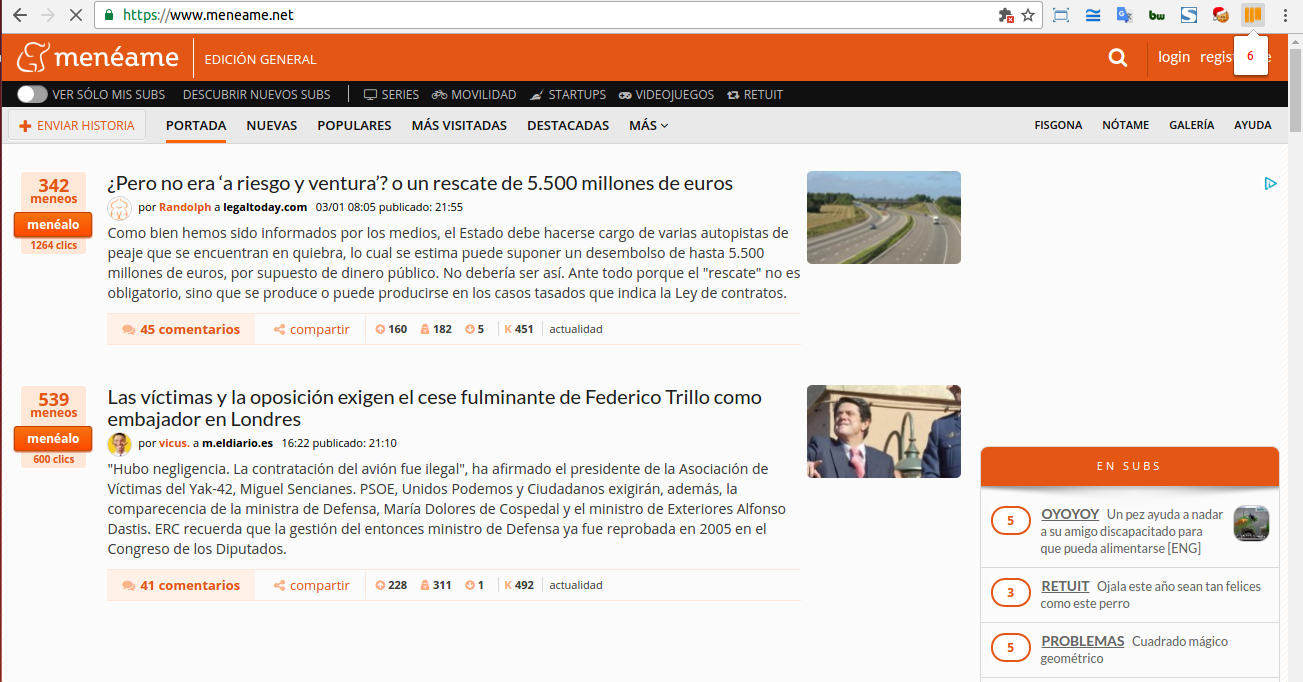 https://www.meneame.net
bw
menéame
EDICIÓN GENERAL
login
6
VER SÓLO MIS SUBS DESCUBRIR NUEVOS SUBS SERIES MOVILIDAD STARTUPS VIDEOJUEGOS RETUIT
ENVIAR HISTORIA PORTADA NUEVAS POPULARES MÁS VISITADAS DESTACADAS MÁS FISGONA NÓTAME GALERÍA AYUDA
342
meneos
menéalo
1264 clics
¿Pero no era ‘a riesgo y ventura’? o un rescate de 5.500 millones de euros
por Randolph a legaltoday.com 03/01 08:05 publicado: 21:55
Como bien hemos sido informados por los medios, el Estado debe hacerse cargo de varias autopistas de
peaje que se encuentran en quiebra, lo cual se estima puede suponer un desembolso de hasta 5.500
millones de euros, por supuesto de dinero público. No debería ser así. Ante todo porque el "rescate" no es
obligatorio, sino que se produce o puede producirse en los casos tasados que indica la Ley de contratos.
45 comentarios compartir 160 182 5 K 451 actualidad
539
meneos
menéalo
600 clics
Las víctimas y la oposición exigen el cese fulminante de Federico Trillo como
embajador en Londres
por vicus. a m.eldiario.es 16:22 publicado: 21:10
"Hubo negligencia. La contratación del avión fue ilegal", ha afirmado el presidente de la Asociación de
Víctimas del Yak-42, Miguel Sencianes. PSOE, Unidos Podemos y Ciudadanos exigirán, además, la
comparecencia de la ministra de Defensa, María Dolores de Cospedal y el ministro de Exteriores Alfonso
Dastis. ERC recuerda que la gestión del entonces ministro de Defensa ya fue reprobada en 2005 en el
Congreso de los Diputados.
41 comentarios compartir 228 311 1 K 492 actualidad
EN SUBS
5
OYOYOY Un pez ayuda a nadar
a su amigo discapacitado para
que pueda alimentarse [ENG]
3
RETUIT Ojala este año sean tan felices
como este perro
5
PROBLEMAS Cuadrado mágico
geométrico